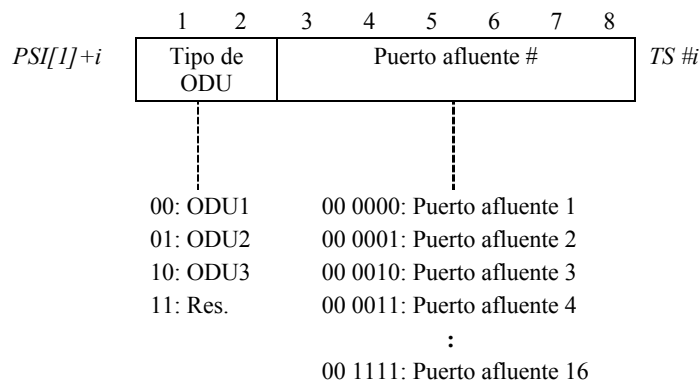 1 2 3 4 5 6 7 8
PSI[1]+i Tipo de ODU Puerto afluente # TS #i
00: ODU1 00 0000: Puerto afluente 1
01: ODU2 00 0001: Puerto afluente 2
10: ODU3 00 0010: Puerto afluente 3
11: Res. 00 0011: Puerto afluente 4
:
00 1111: Puerto afluente 16